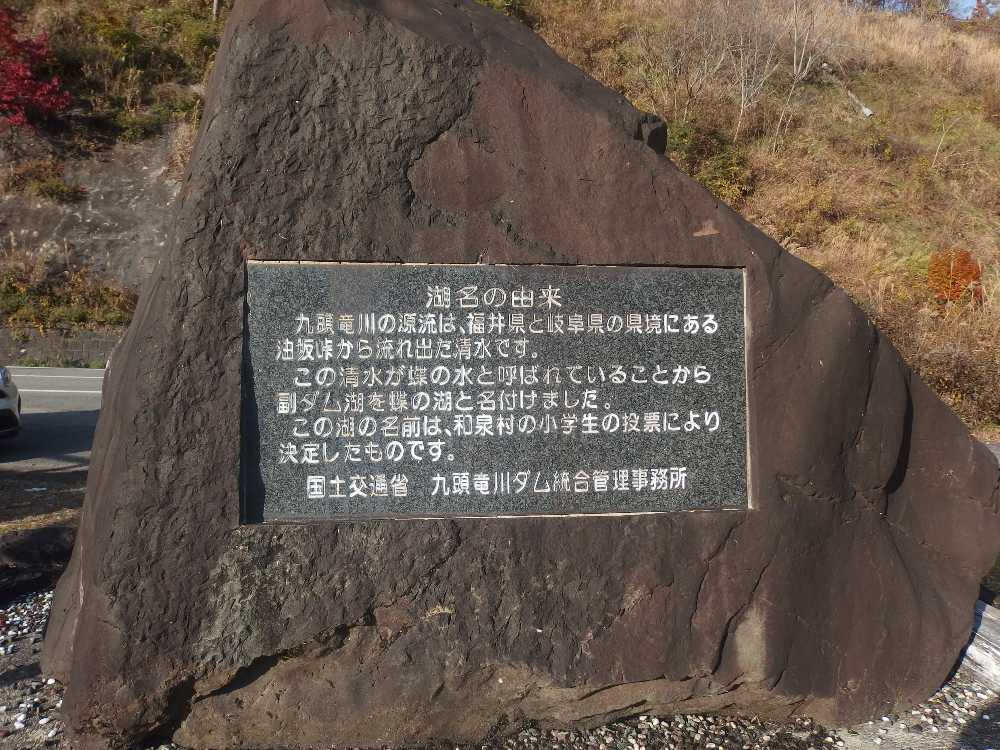 湖名の由来
九頭竜川の源流は、福井県と岐阜県の県境にある
油坂峠から流れ出た清水です。
この清水が蝶の水と呼ばれていることから
副ダム湖を蝶の湖と名付けました。
この湖の名前は、和泉村の小学生の投票により
決定したものです。
国土交通省 九頭竜川ダム統合管理事務所